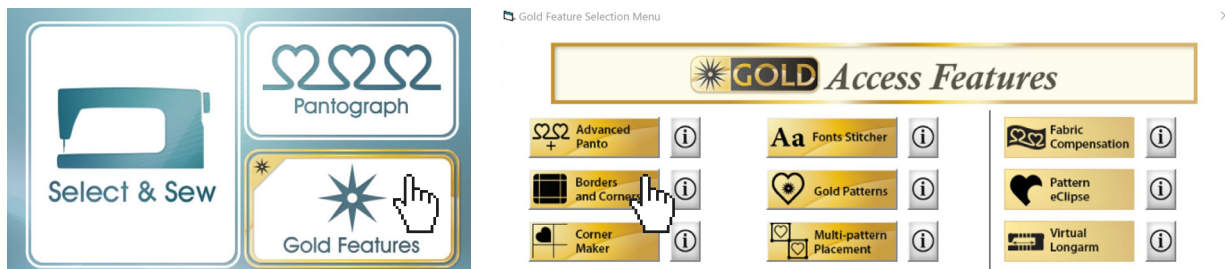 Pantograph
Select & Sew
Gold Features
Gold Feature Selection Menu
GOLD Access Features
Advanced
Panto
i
Fonts Stitcher
i
Fabric
Compensation
i
Borders
and Corners
i
Gold Patterns
i
Pattern
eClipse
i
Corner
Maker
i
Multi-pattern
Placement
i
Virtual
Longarm
i